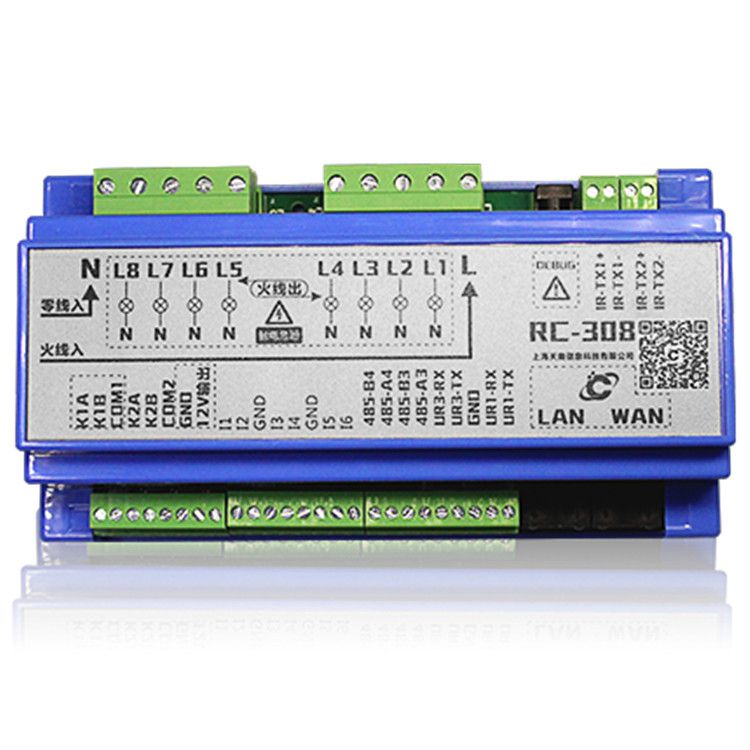 N L8 L7 L6 L5 L4 L3 L2 L1 L
火线出
零线入
N N N N N N N N
火线入
DEBUG
IR-TX1+
IR-TX1-
IR-TX2+
IR-TX2-
RC-308
LAN WAN
K1A
K1B
COM1
K2A
K2B
COM2
GND
12V输出
I1
I2
GND
I3
I4
GND
I5
I6
485-B4
485-A4
485-B3
485-A3
UR3-RX
UR3-TX
GND
UR1-RX
UR1-TX